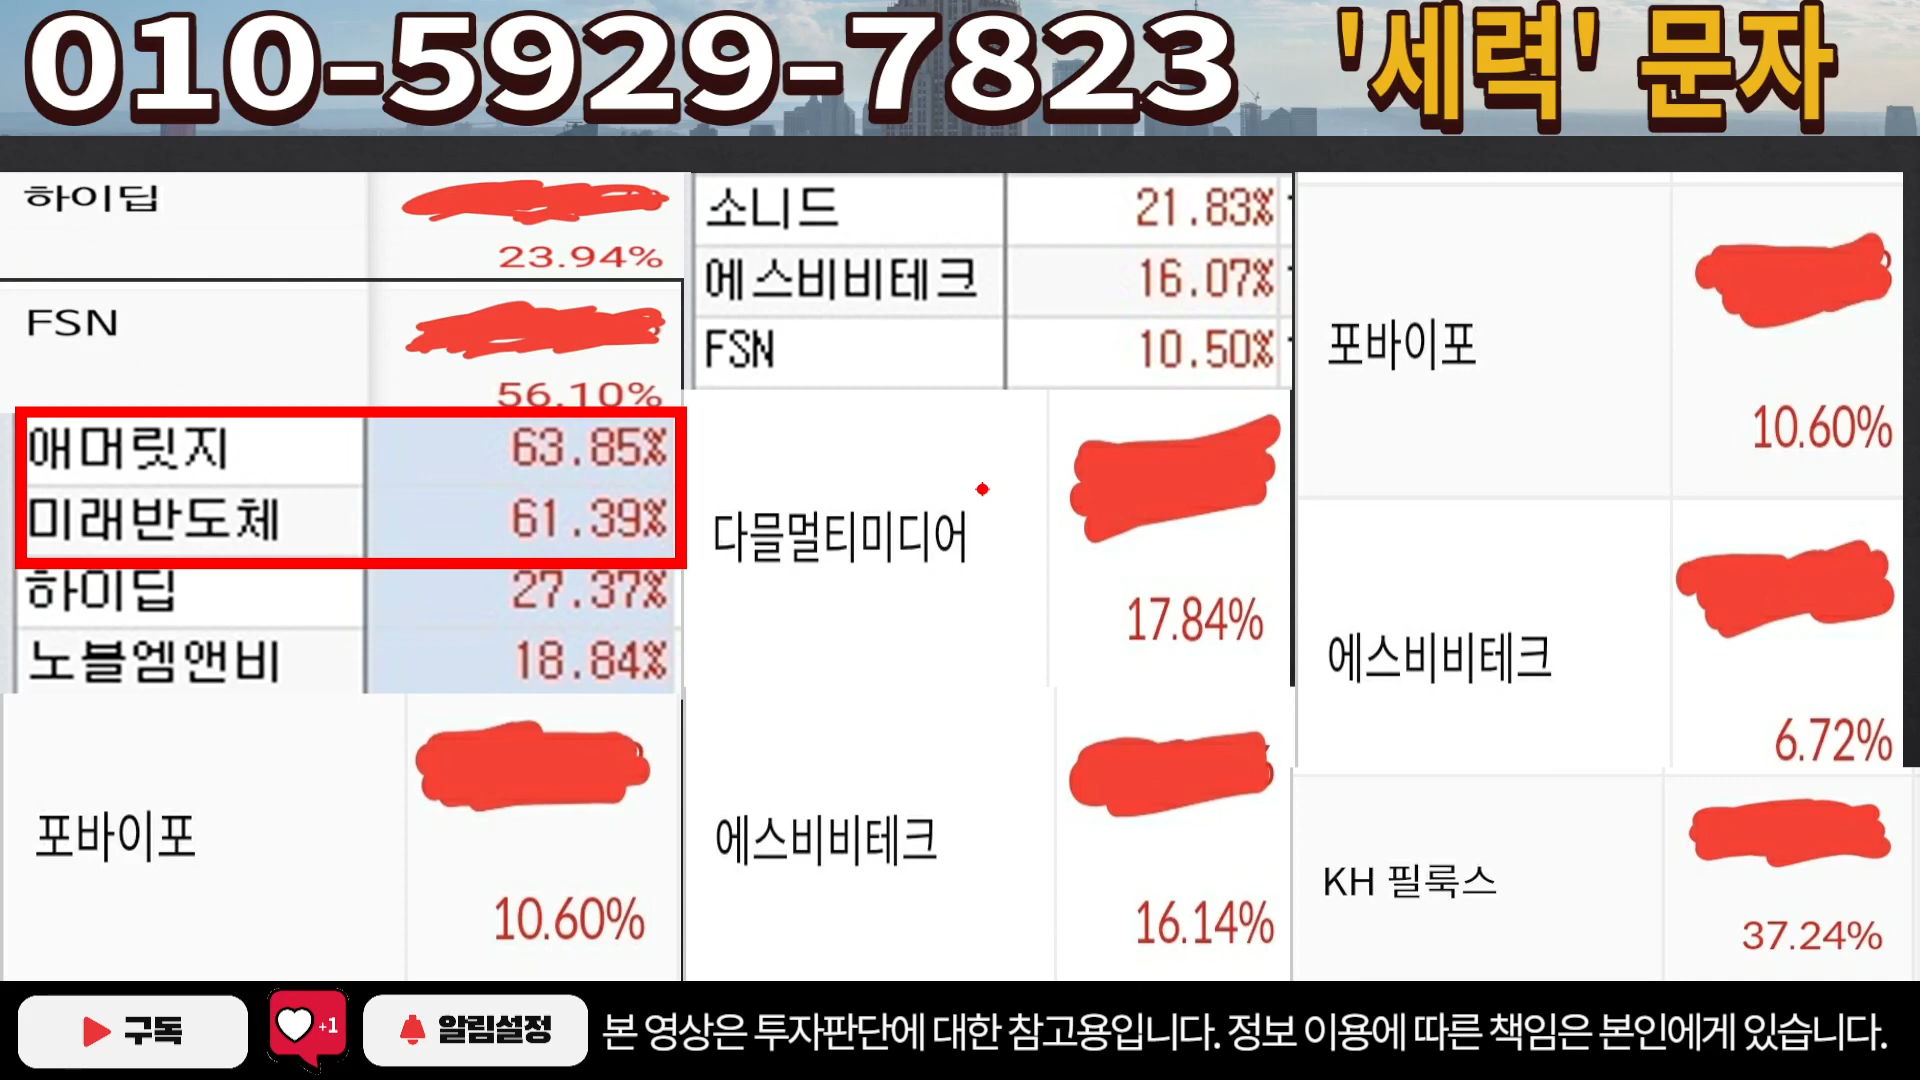 010-5929-7823 '세력' 문자
하이딥
23.94%
FSN
56.10%
애머릿지 63.85%
미래반도체 61.39%
하이딥 27.37%
노블엠앤비 18.84%
포바이포
10.60%
소니드 21.83%
에스비비테크 16.07%
FSN 10.50%
다믈멀티미디어
17.84%
에스비비테크
16.14%
포바이포
10.60%
에스비비테크
6.72%
KH 필룩스
37.24%
구독 +1 알림설정 본 영상은 투자판단에 대한 참고용입니다. 정보 이용에 따른 책임은 본인에게 있습니다.